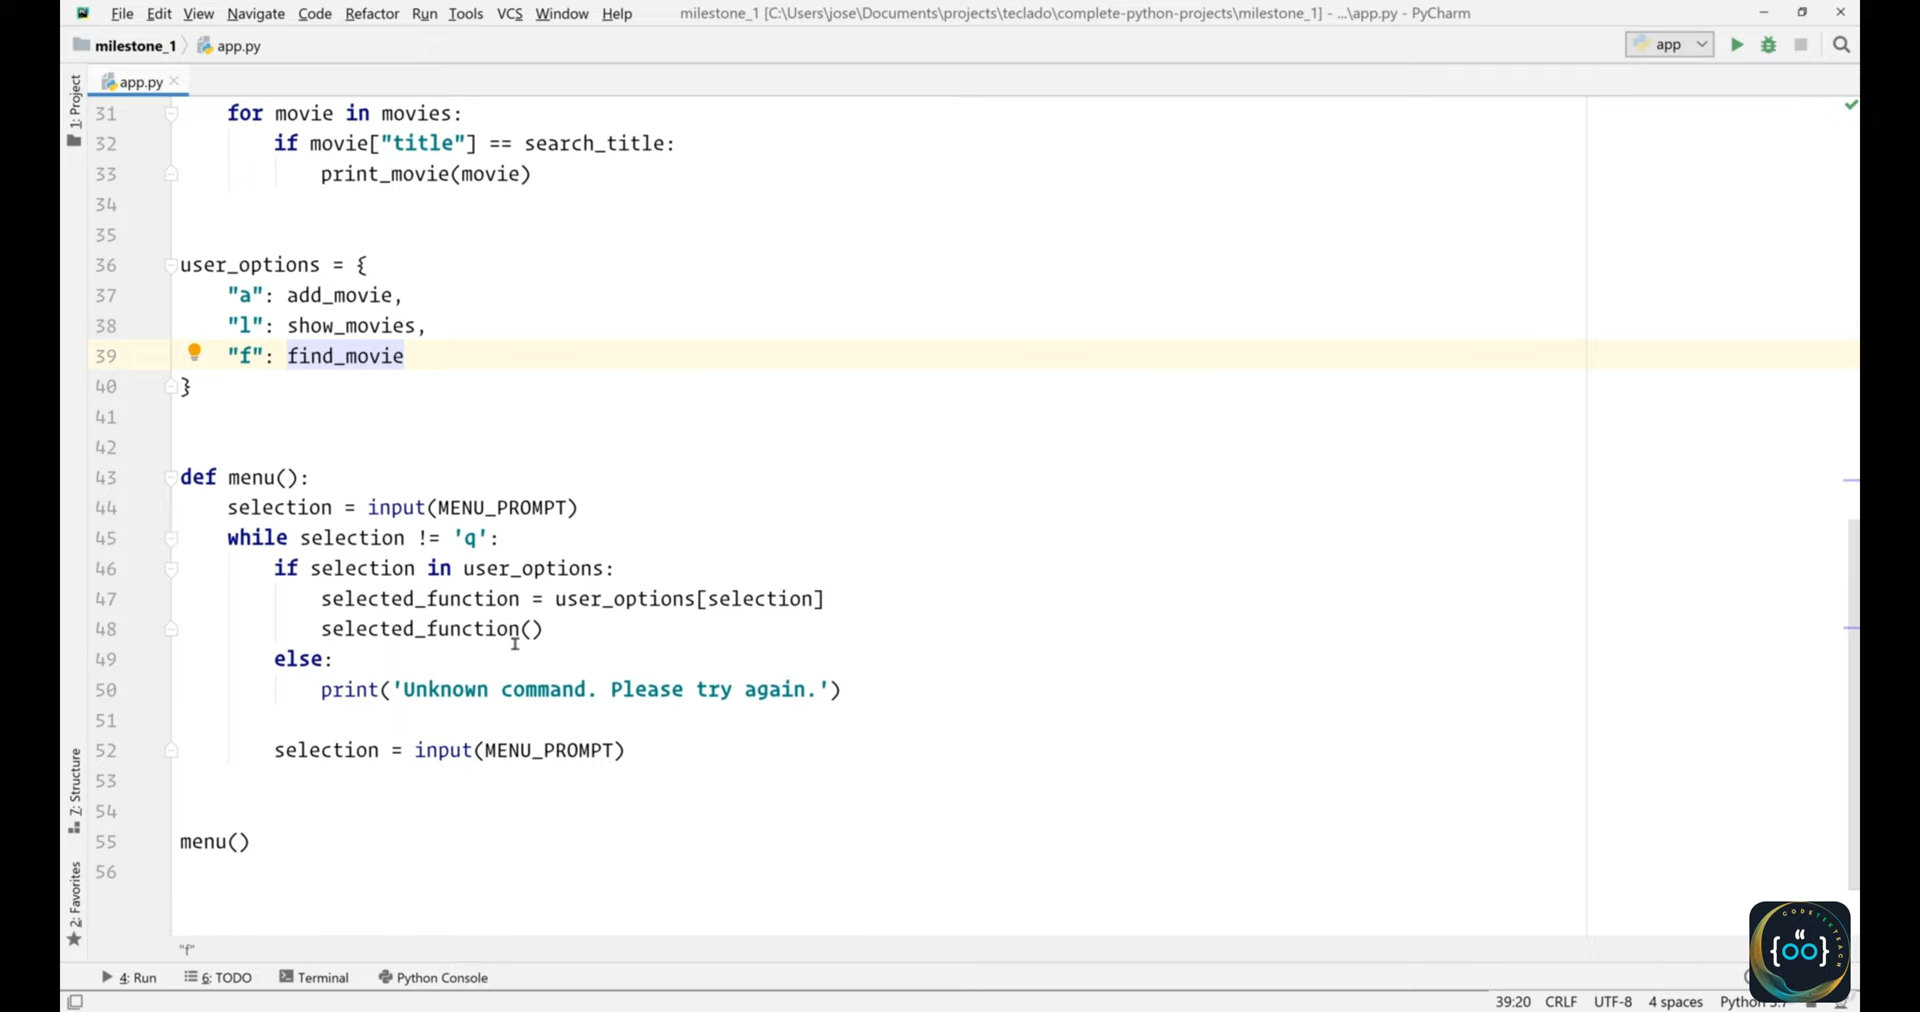 File Edit View Navigate Code Refactor Run Tools VCS Window Help milestone_1 [C:\Users\jose\Documents\projects\teclado\complete-python-projects\milestone_1] - ...\app.py - PyCharm
milestone_1 app.py app
1: Project
app.py
31 for movie in movies:
32 if movie["title"] == search_title:
33 print_movie(movie)
34
35
36 user_options = {
37 "a": add_movie,
38 "l": show_movies,
39 "f": find_movie
40 }
41
42
43 def menu():
44 selection = input(MENU_PROMPT)
45 while selection != 'q':
46 if selection in user_options:
47 selected_function = user_options[selection]
48 selected_function()
49 else:
50 print('Unknown command. Please try again.')
51
52 selection = input(MENU_PROMPT)
53
54
55 menu()
56
7: Structure
2: Favorites
"f"
CODETEKTEACH
{oo}
4: Run 6: TODO Terminal Python Console
39:20 CRLF UTF-8 4 spaces Python